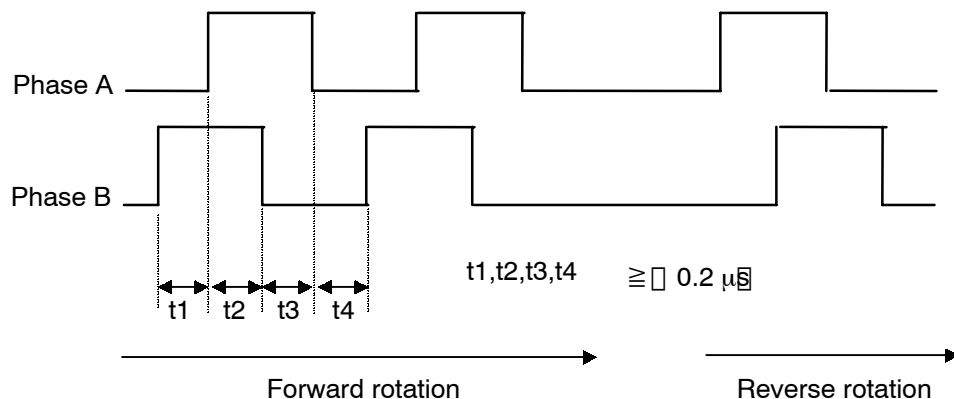 Phase A
Phase B
t1,t2,t3,t4 ≧ 0.2 μs
t1 t2 t3 t4
Forward rotation Reverse rotation